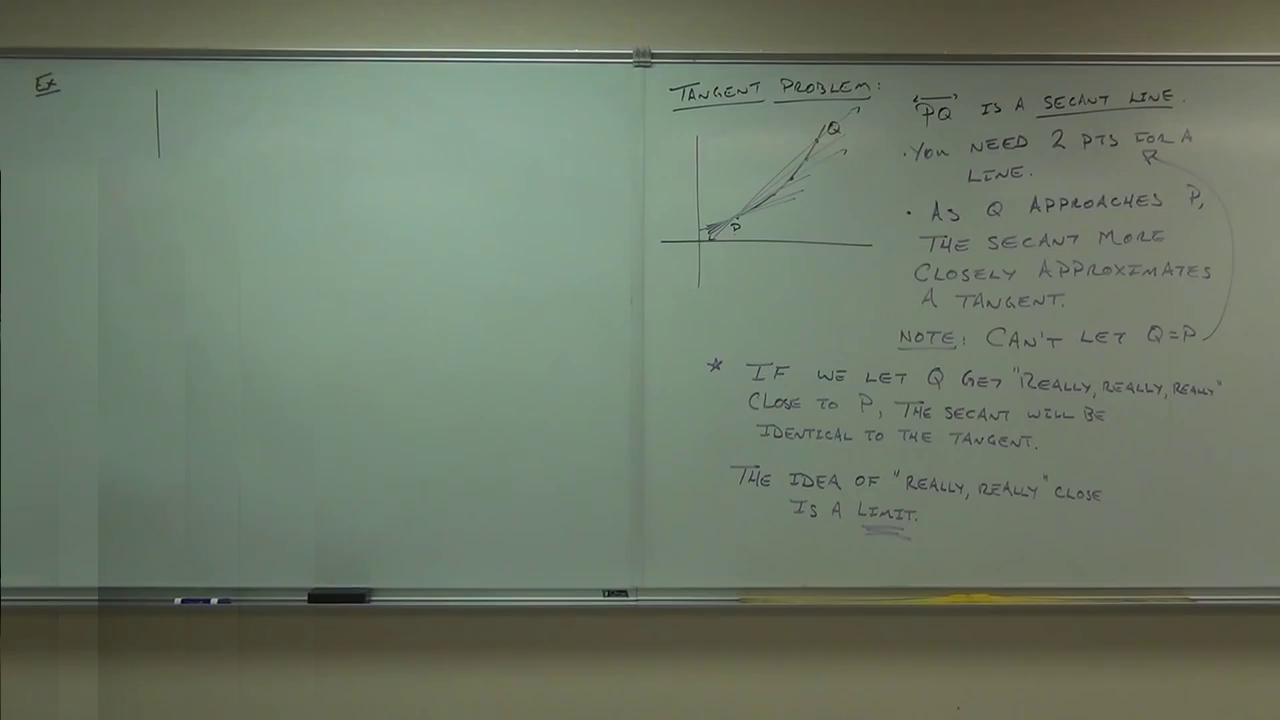 Ex
TANGENT PROBLEM:
Q
P
PQ IS A SECANT LINE.
• YOU NEED 2 PTS FOR A
LINE.
• AS Q APPROACHES P,
THE SECANT MORE
CLOSELY APPROXIMATES
A TANGENT.
NOTE: CAN'T LET Q=P
* IF WE LET Q GET "REALLY, REALLY, REALLY"
CLOSE TO P, THE SECANT WILL BE
IDENTICAL TO THE TANGENT.
THE IDEA OF "REALLY, REALLY" CLOSE
IS A LIMIT.